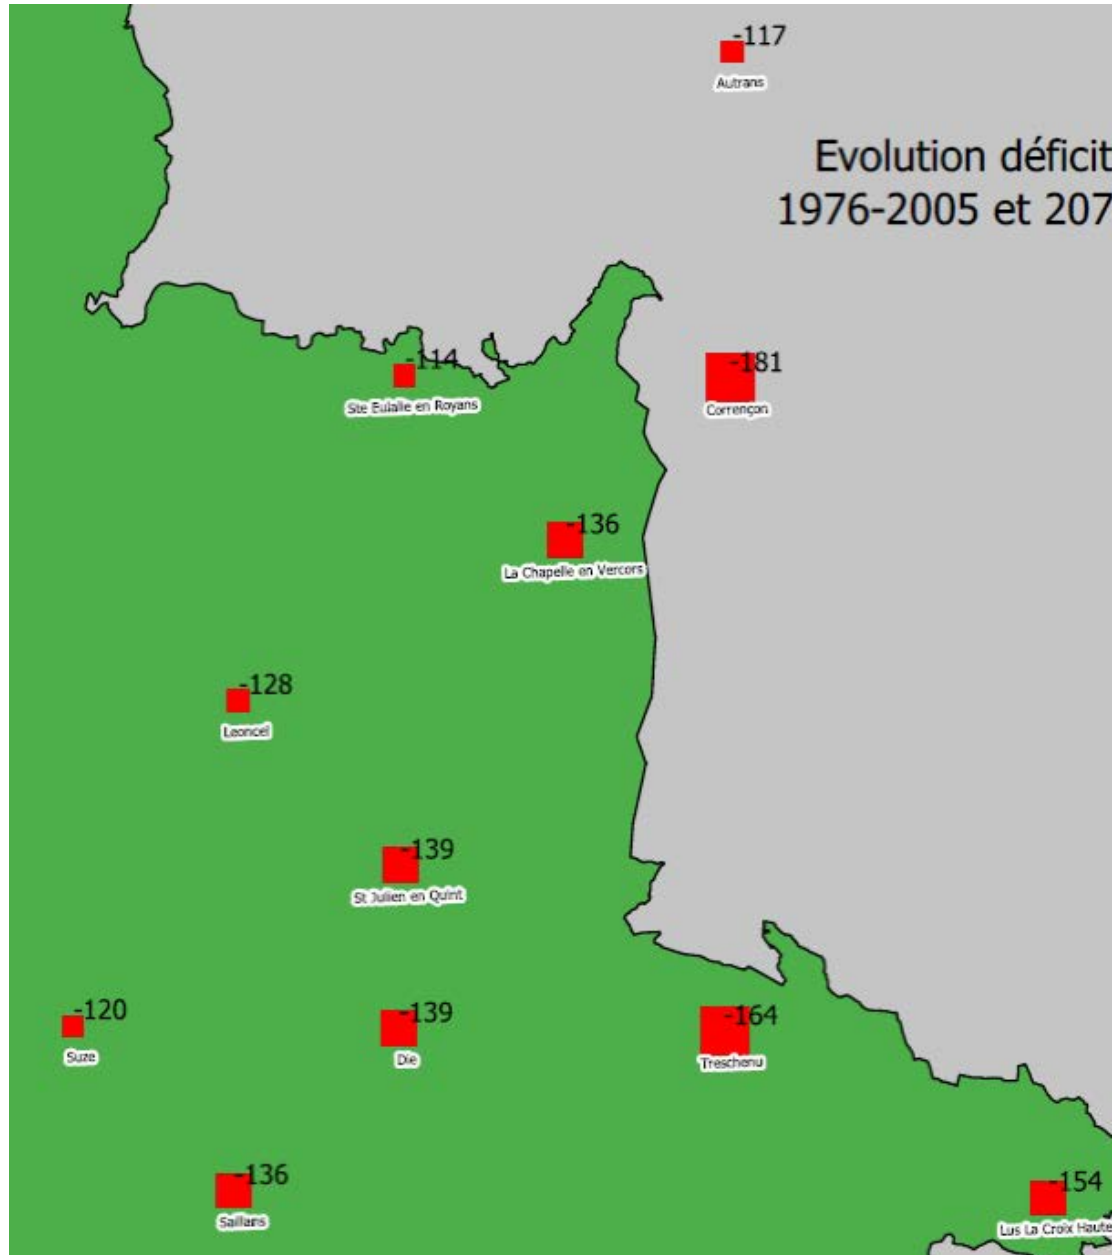 -117
Autrans
Evolution déficit
1976-2005 et 207
-114
Ste Eulalie en Royans
-181
Corrençon
-136
La Chapelle en Vercors
-128
Leoncel
-139
St Julien en Quint
-120
Suze
-139
Die
-164
Treschenu
-136
Saillans
-154
Lus La Croix Haute